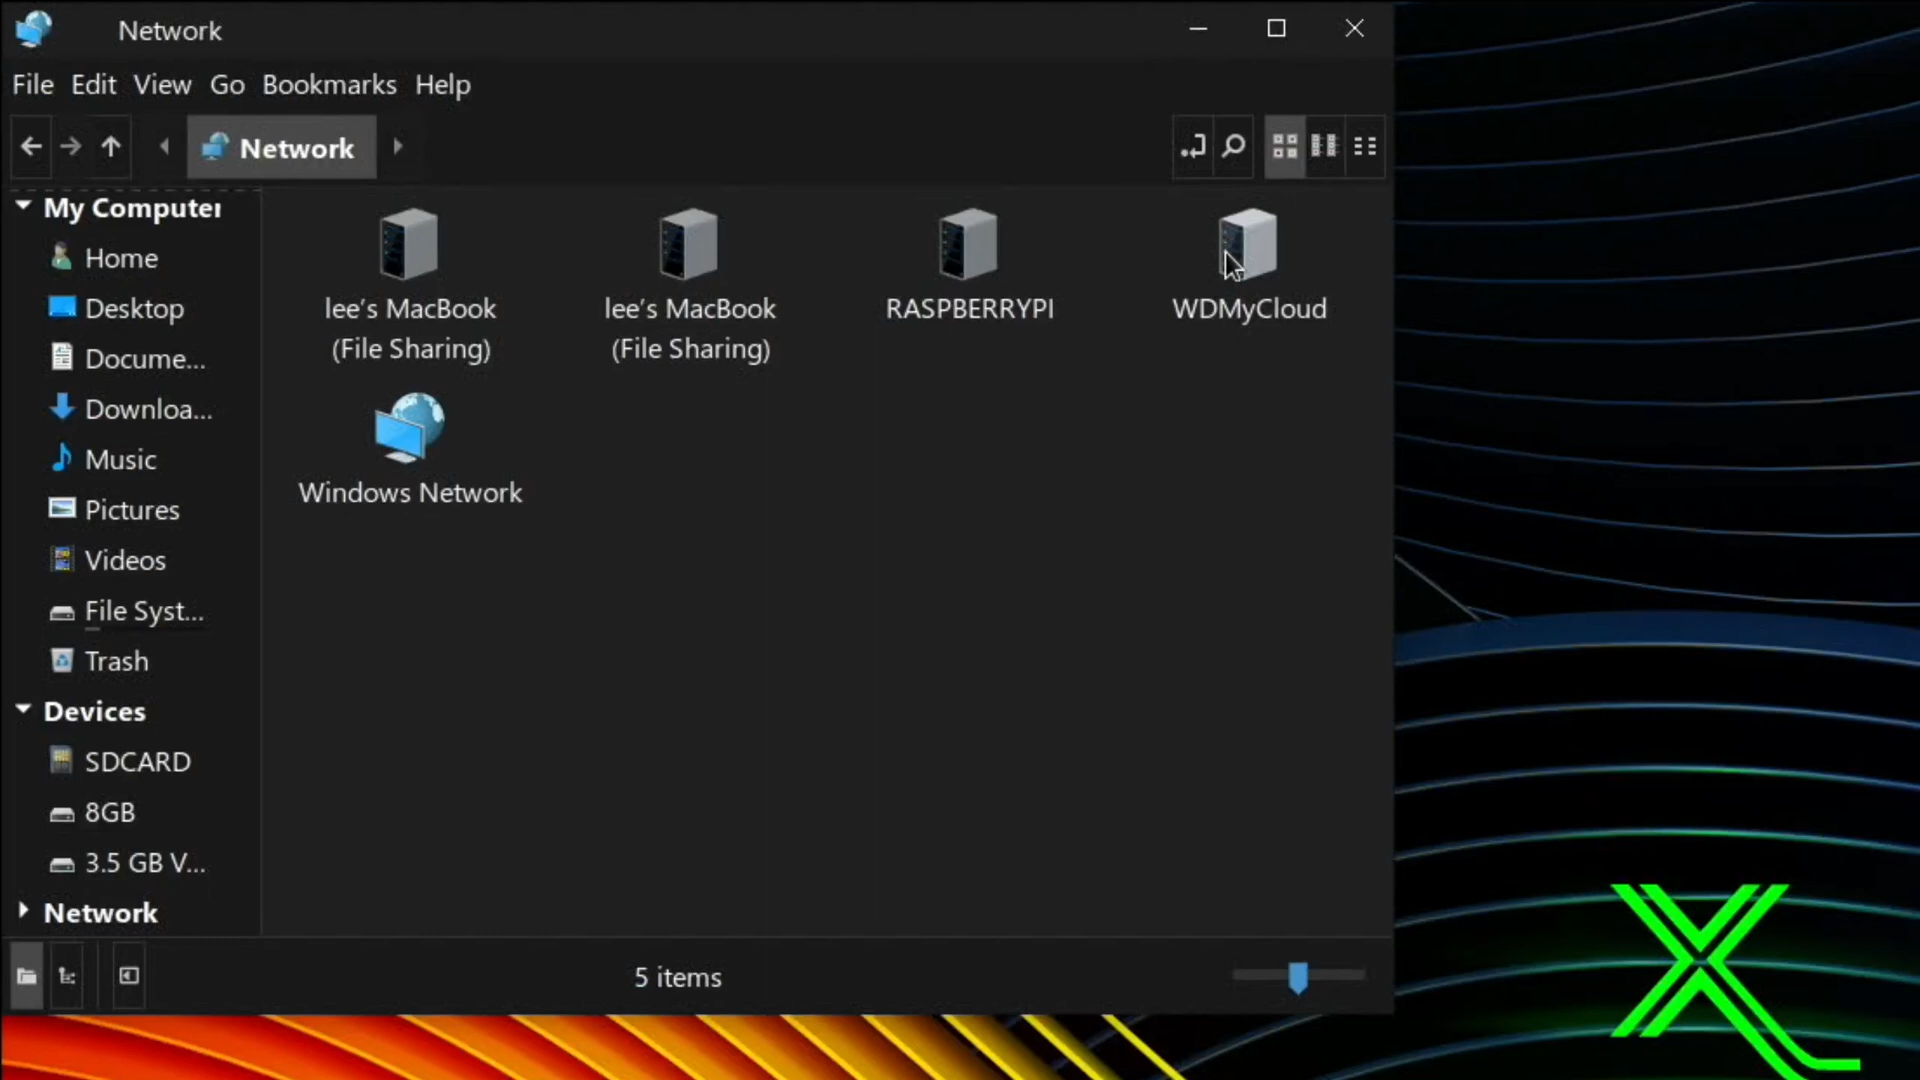 Network
File Edit View Go Bookmarks Help
Network
My Computer
Home
Desktop
Docume...
Downloa...
Music
Pictures
Videos
File Syst...
Trash
Devices
SDCARD
8GB
3.5 GB V...
Network
lee's MacBook
(File Sharing)
lee's MacBook
(File Sharing)
RASPBERRYPI
WDMyCloud
Windows Network
5 items
X